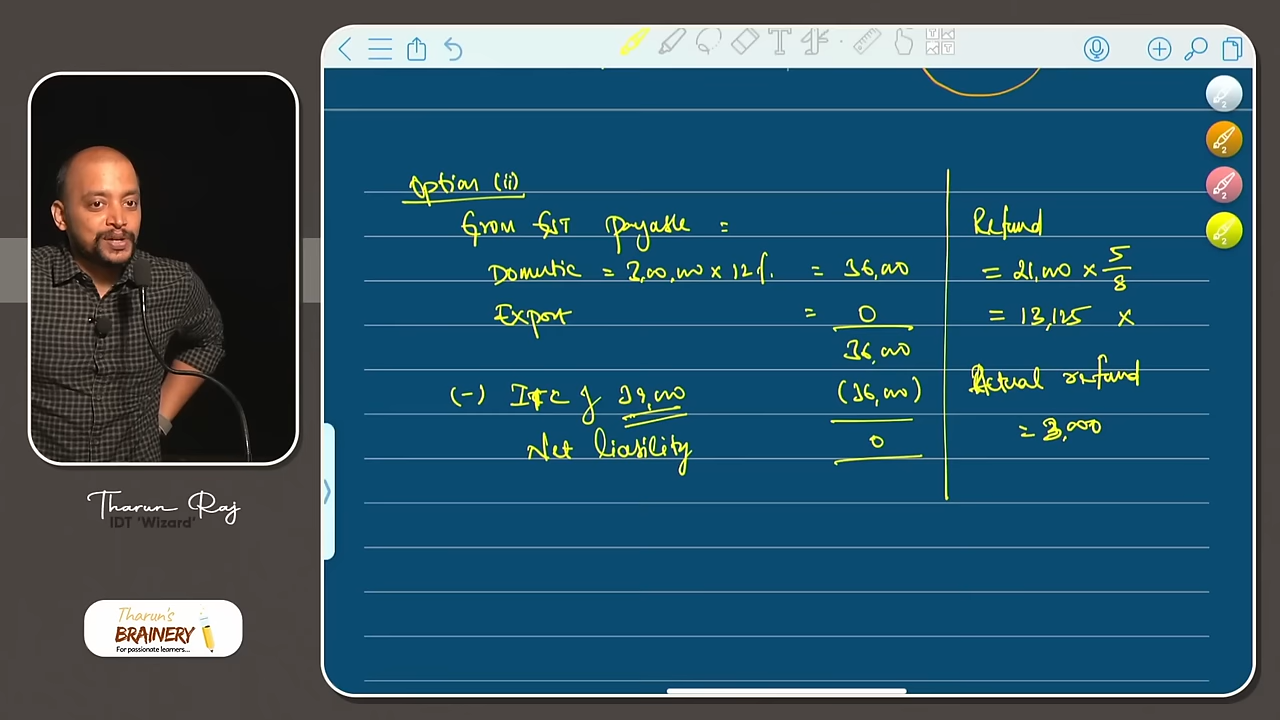 Option (ii)
Gross GST payable =
Domestic = 3,00,000 x 12%. = 36,000
Export = 0
36,000
(-) ITC of 39,000 (36,000)
Net liability 0
Refund
= 21,000 x 5/8
= 13,125 x
Actual refund
= 3,000
Tharun Raj
IDT 'Wizard'
Tharun's
BRAINERY
For passionate learners...